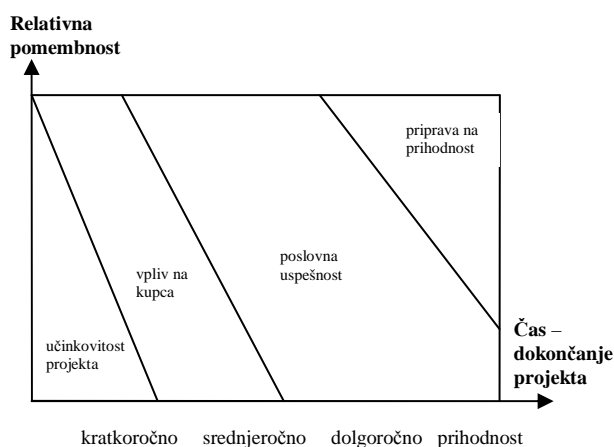 Relativna
pomembnost
priprava na
prihodnost
poslovna
uspešnost
vpliv na
kupca
učinkovitost
projekta
Čas –
dokončanje
projekta
kratkoročno srednjeročno dolgoročno prihodnost